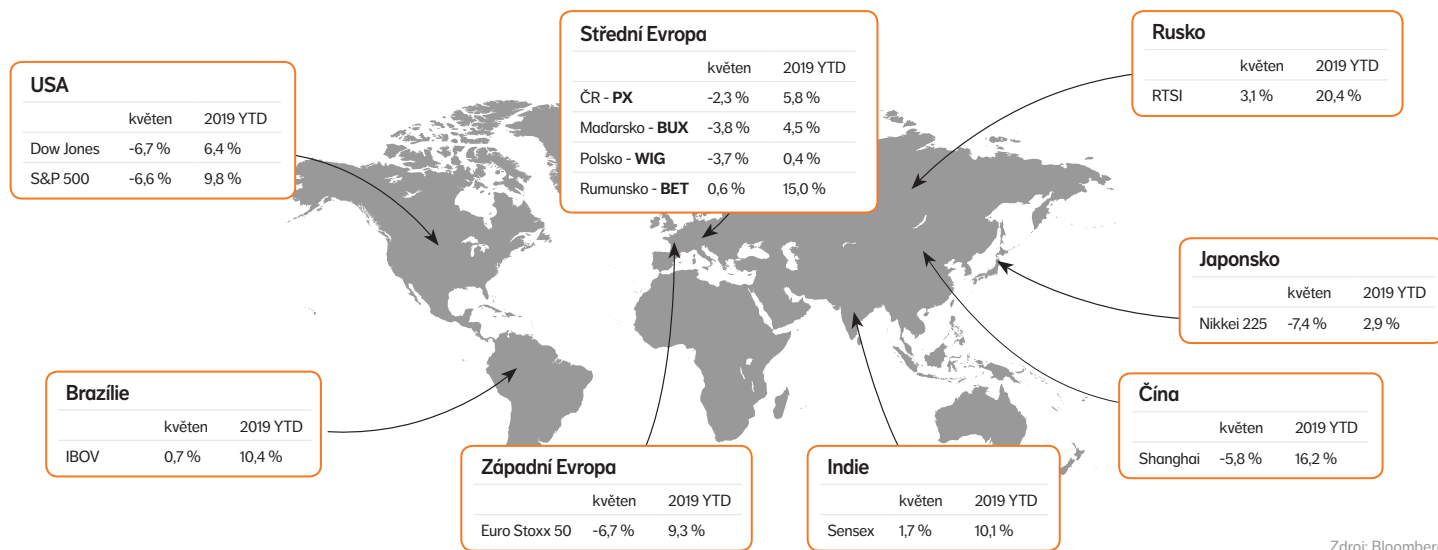 Střední Evropa
květen 2019 YTD
ČR - PX -2,3 % 5,8 %
Maďarsko - BUX -3,8 % 4,5 %
Polsko - WIG -3,7 % 0,4 %
Rumunsko - BET 0,6 % 15,0 %
Rusko
květen 2019 YTD
RTSI 3,1 % 20,4 %
USA
květen 2019 YTD
Dow Jones -6,7 % 6,4 %
S&P 500 -6,6 % 9,8 %
Japonsko
květen 2019 YTD
Nikkei 225 -7,4 % 2,9 %
Brazílie
květen 2019 YTD
IBOV 0,7 % 10,4 %
Čína
květen 2019 YTD
Shanghai -5,8 % 16,2 %
Západní Evropa
květen 2019 YTD
Euro Stoxx 50 -6,7 % 9,3 %
Indie
květen 2019 YTD
Sensex 1,7 % 10,1 %
Zdroj: Bloomberg